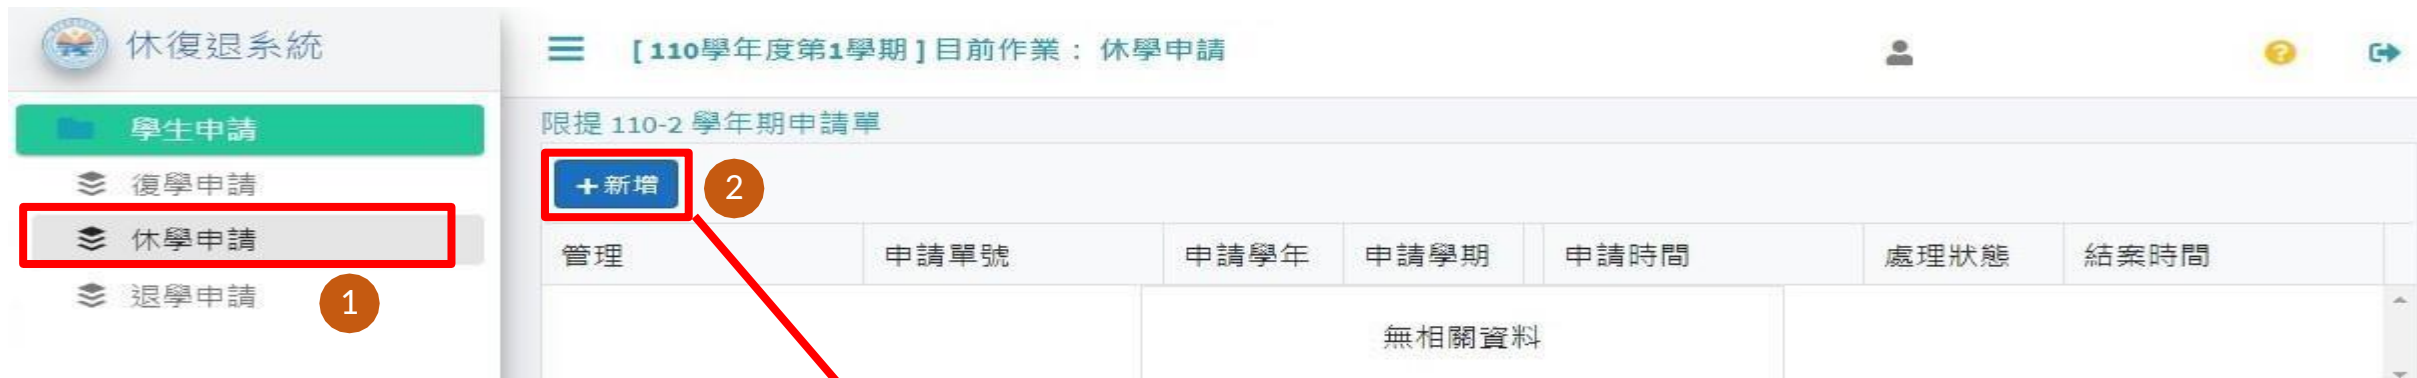 休復退系統
[110學年度第1學期]目前作業： 休學申請
學生申請
復學申請
休學申請
退學申請
1
限提 110-2 學年期申請單
+新增
2
管理 申請單號 申請學年 申請學期 申請時間 處理狀態 結案時間
無相關資料